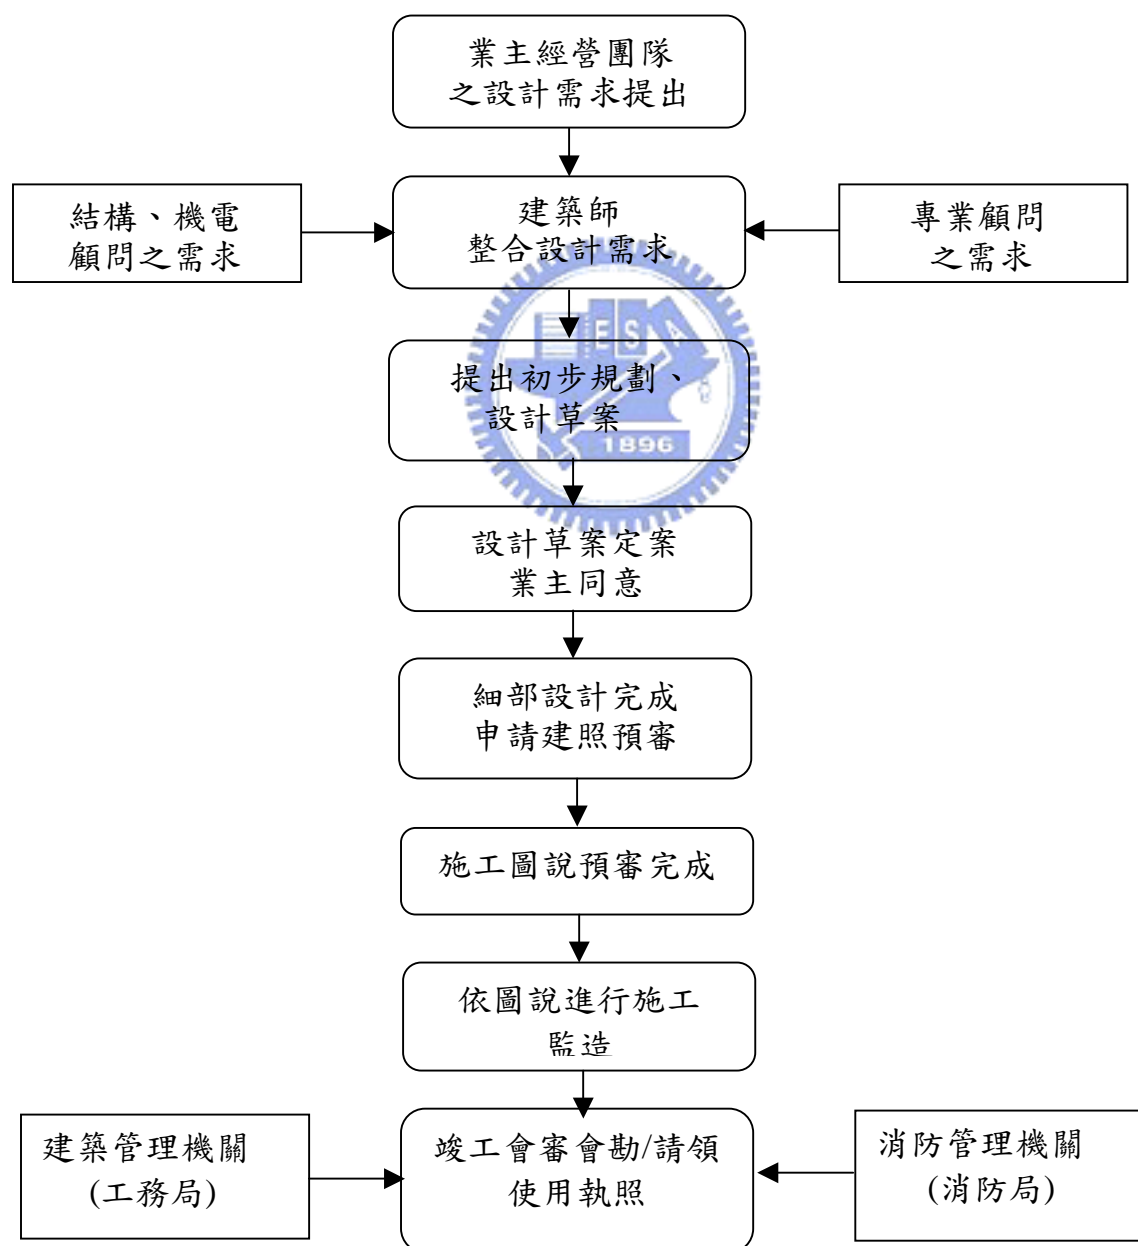 業主經營團隊
之設計需求提出
結構、機電
顧問之需求
建築師
整合設計需求
專業顧問
之需求
E S A
提出初步規劃、
設計草案
1896
設計草案定案
業主同意
細部設計完成
申請建照預審
施工圖說預審完成
依圖說進行施工
監造
建築管理機關
(工務局)
竣工會審會勘/請領
使用執照
消防管理機關
(消防局)